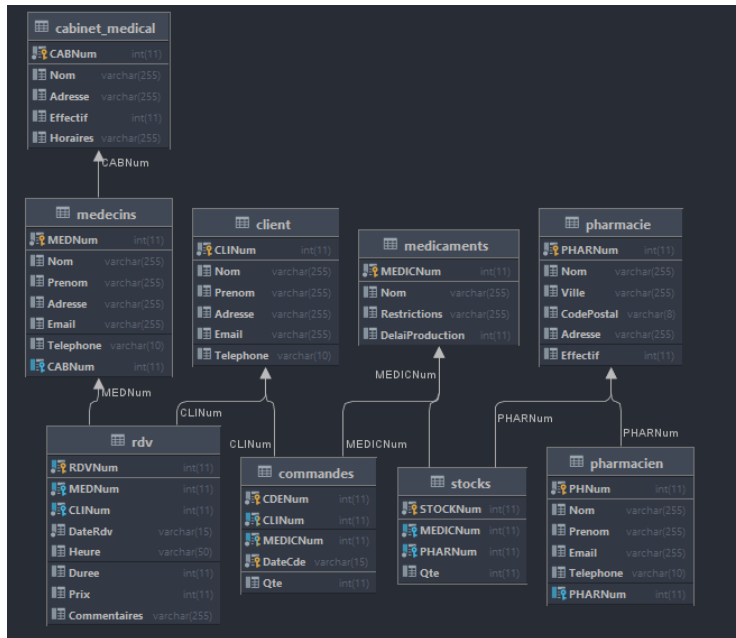 cabinet_medical
CABNum int(11)
Nom varchar(255)
Adresse varchar(255)
Effectif int(11)
Horaires varchar(255)
CABNum
medecins
MEDNum int(11)
Nom varchar(255)
Prenom varchar(255)
Adresse varchar(255)
Email varchar(255)
Telephone varchar(10)
CABNum int(11)
client
CLINum int(11)
Nom varchar(255)
Prenom varchar(255)
Adresse varchar(255)
Email varchar(255)
Telephone varchar(10)
medicaments
MEDICNum int(11)
Nom varchar(255)
Restrictions varchar(255)
DelaiProduction int(11)
pharmacie
PHARNum int(11)
Nom varchar(255)
Ville varchar(255)
CodePostal varchar(8)
Adresse varchar(255)
Effectif int(11)
MEDNum
CLINum
CLINum
MEDICNum
MEDICNum
PHARNum
PHARNum
rdv
RDVNum int(11)
MEDNum int(11)
CLINum int(11)
DateRdv varchar(15)
Heure varchar(50)
Duree int(11)
Prix int(11)
Commentaires varchar(255)
commandes
CDENum int(11)
CLINum int(11)
MEDICNum int(11)
DateCde varchar(15)
Qte int(11)
stocks
STOCKNum int(11)
MEDICNum int(11)
PHARNum int(11)
Qte int(11)
pharmacien
PHNum int(11)
Nom varchar(255)
Prenom varchar(255)
Email varchar(255)
Telephone varchar(10)
PHARNum int(11)